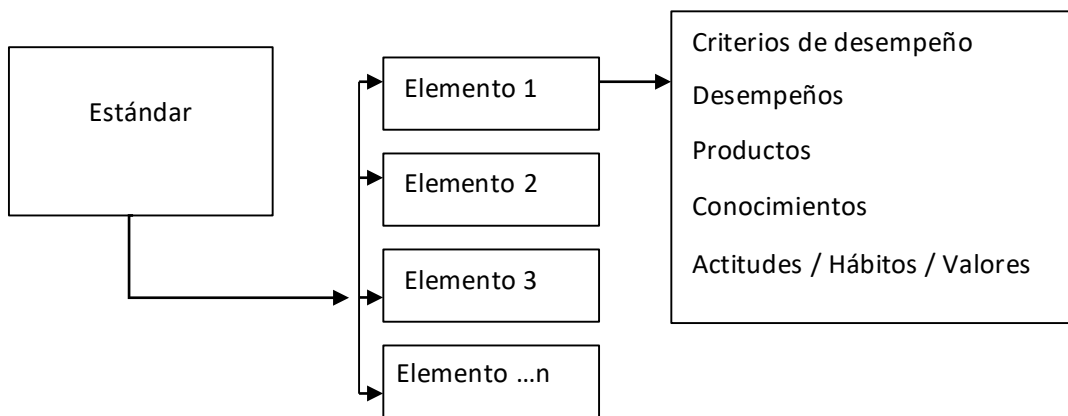 Estándar
Elemento 1
Elemento 2
Elemento 3
Elemento ...n
Criterios de desempeño
Desempeños
Productos
Conocimientos
Actitudes / Hábitos / Valores